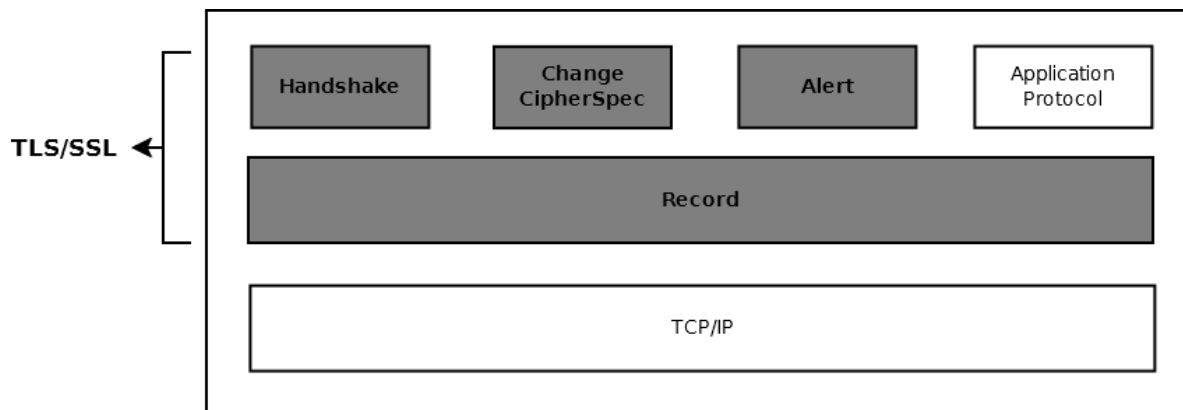 Handshake
Change
CipherSpec
Alert
Application
Protocol
TLS/SSL
Record
TCP/IP